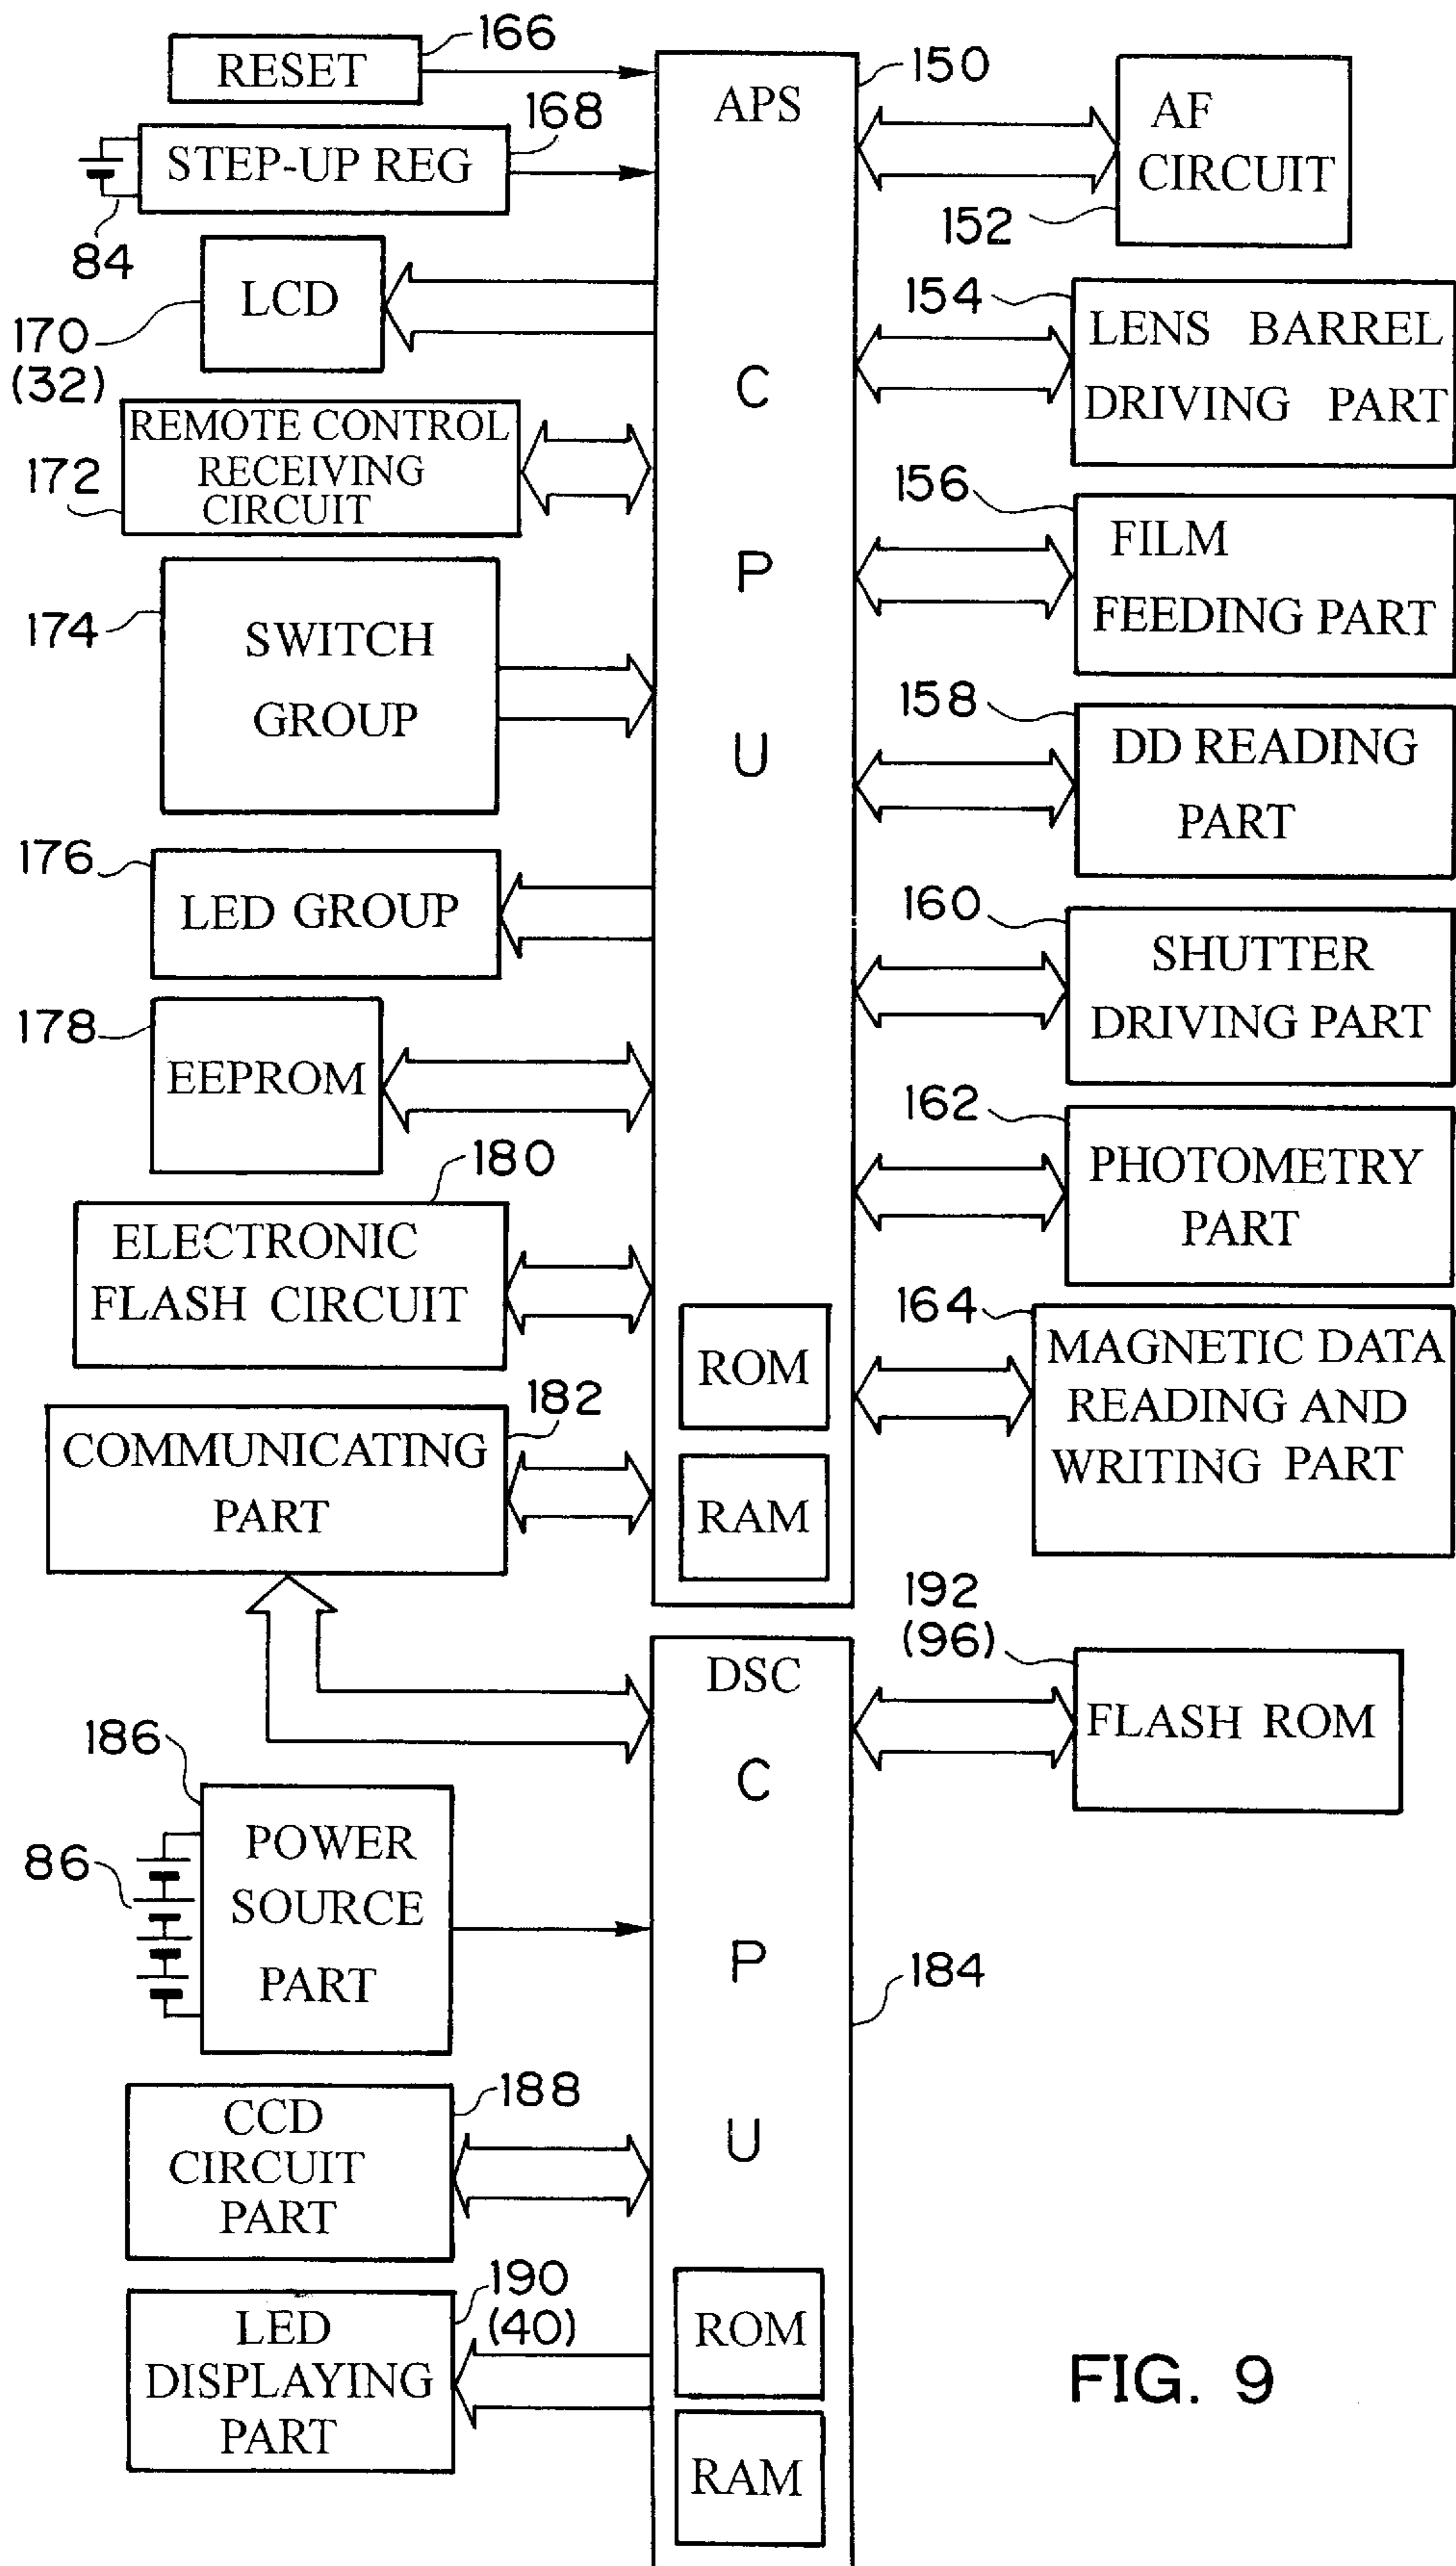 RESET
166
STEP-UP REG
168
84
LCD
170
(32)
REMOTE CONTROL
RECEIVING
CIRCUIT
172
SWITCH
GROUP
174
LED GROUP
176
EEPROM
178
ELECTRONIC
FLASH CIRCUIT
180
COMMUNICATING
PART
182
APS
C
P
U
ROM
RAM
150
AF
CIRCUIT
152
LENS BARREL
DRIVING PART
154
FILM
FEEDING PART
156
DD READING
PART
158
SHUTTER
DRIVING PART
160
PHOTOMETRY
PART
162
MAGNETIC DATA
READING AND
WRITING PART
164
DSC
C
P
U
ROM
RAM
184
192
(96)
FLASH ROM
186
POWER
SOURCE
PART
86
CCD
CIRCUIT
PART
188
LED
DISPLAYING
PART
190
(40)
FIG. 9